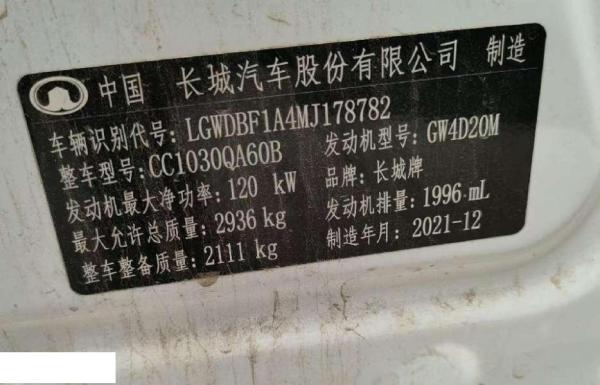 中国 长城汽车股份有限公司 制造
车辆识别代号: LGWDBF1A4MJ178782
整车型号: CC1030QA60B 发动机型号: GW4D20M
发动机最大净功率: 120 kW 品牌: 长城牌
最大允许总质量: 2936 kg 发动机排量: 1996 mL
整车整备质量: 2111 kg 制造年月: 2021-12